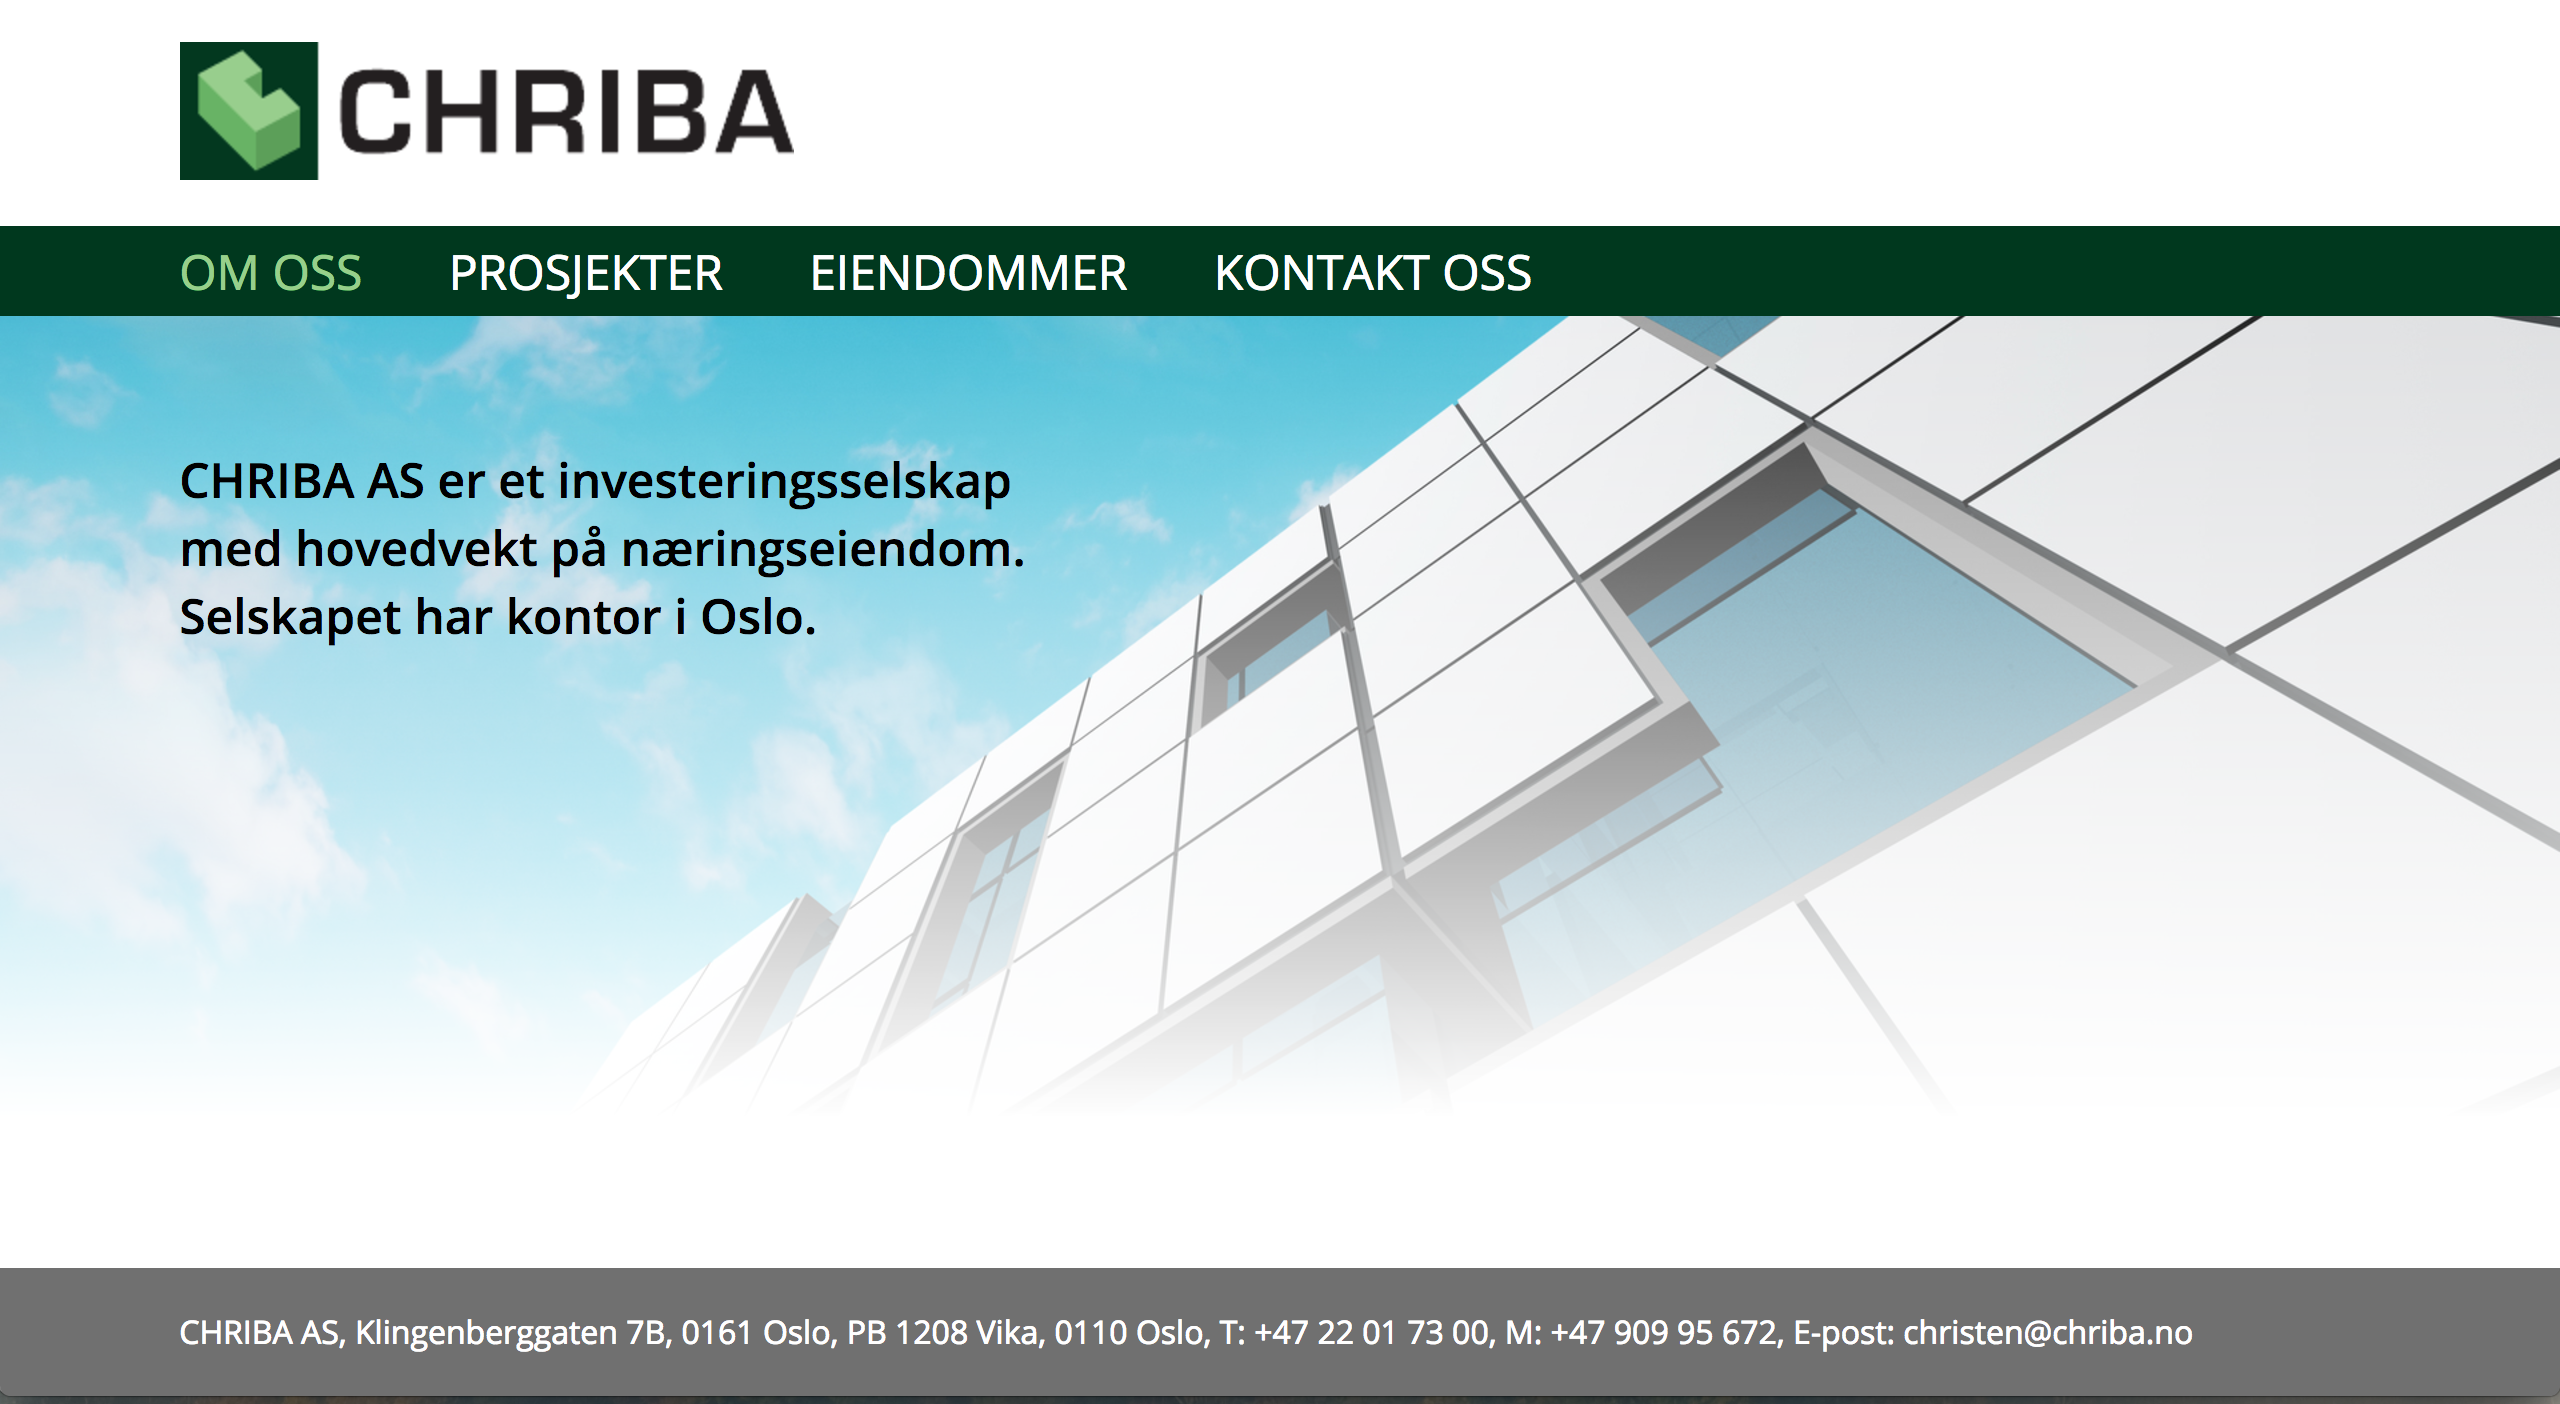 CHRIBA
OM OSS PROSJEKTER EIENDOMMER KONTAKT OSS
CHRIBA AS er et investeringsselskap
med hovedvekt på næringseiendom.
Selskapet har kontor i Oslo.
CHRIBA AS, Klingenberggaten 7B, 0161 Oslo, PB 1208 Vika, 0110 Oslo, T: +47 22 01 73 00, M: +47 909 95 672, E-post: christen@chriba.no